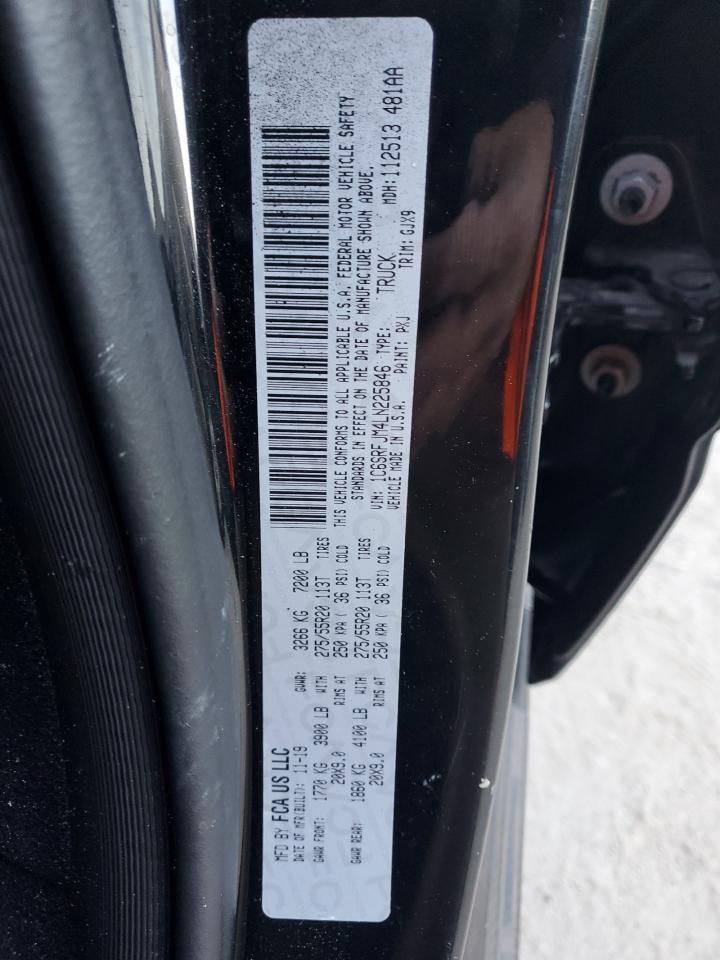 MFD BY FCA US LLC
DATE OF MFR(BUILT): 11-19 GVWR: 3266 KG 7200 LB
GAWR FRONT: 1770 KG 3900 LB WITH 275/55R20 113T TIRES
20X9.0 RIMS AT 250 KPA ( 36 PSI) COLD
GAWR REAR: 1860 KG 4100 LB WITH 275/55R20 113T TIRES
20X9.0 RIMS AT 250 KPA ( 36 PSI) COLD
THIS VEHICLE CONFORMS TO ALL APPLICABLE U.S.A. FEDERAL MOTOR VEHICLE SAFETY
STANDARDS IN EFFECT ON THE DATE OF MANUFACTURE SHOWN ABOVE.
VIN: 1C6SRFJM4LN225846 TYPE: TRUCK MDH:112513 481AA
VEHICLE MADE IN U.S.A. PAINT: PXJ TRIM: GJX9